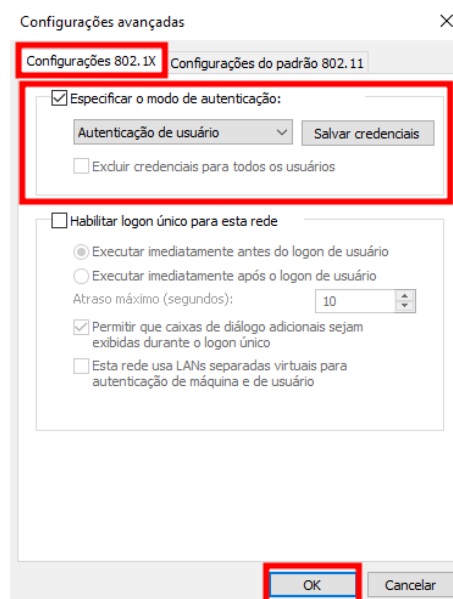 Configurações avançadas
Configurações 802.1X
Configurações do padrão 802.11
Especificar o modo de autenticação:
Autenticação de usuário
Salvar credenciais
Excluir credenciais para todos os usuários
Habilitar logon único para esta rede
Executar imediatamente antes do logon de usuário
Executar imediatamente após o logon de usuário
Atraso máximo (segundos):
10
Permitir que caixas de diálogo adicionais sejam
exibidas durante o logon único
Esta rede usa LANs separadas virtuais para
autenticação de máquina e de usuário
OK
Cancelar